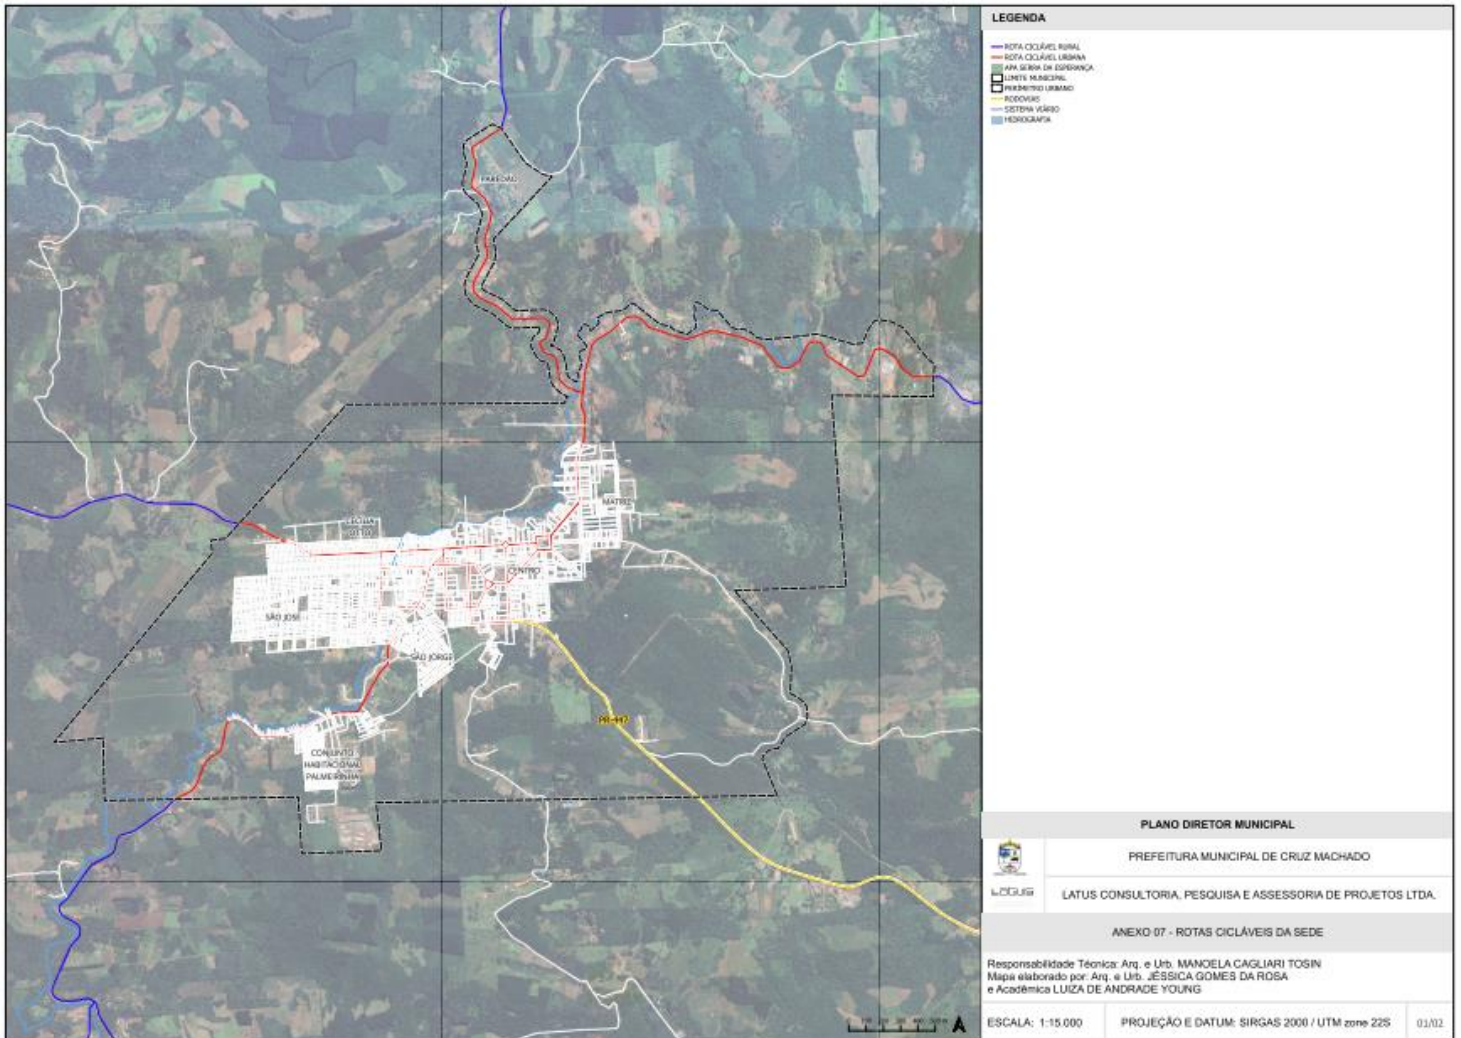 LEGENDA
ROTA CICLÁVEL RURAL
ROTA CICLÁVEL URBANA
APA SERRA DA ESPERANÇA
LIMITE MUNICIPAL
PERÍMETRO URBANO
RODOVIAS
SISTEMA VIÁRIO
HIDROGRAFIA
PAREDÃO
MATRIZ
CENTRO
SÃO JOSÉ
SÃO JORGE
PR-447
CONJUNTO
HABITACIONAL
PALMEIRINHA
PLANO DIRETOR MUNICIPAL
PREFEITURA MUNICIPAL DE CRUZ MACHADO
LATUS
LATUS CONSULTORIA, PESQUISA E ASSESSORIA DE PROJETOS LTDA.
ANEXO 07 - ROTAS CICLÁVEIS DA SEDE
Responsabilidade Técnica: Arq. e Urb. MANOELA CAGLIARI TOSIN
Mapa elaborado por: Arq. e Urb. JÉSSICA GOMES DA ROSA
e Acadêmica LUIZA DE ANDRADE YOUNG
ESCALA: 1:15.000
PROJEÇÃO E DATUM: SIRGAS 2000 / UTM zone 22S
01/02